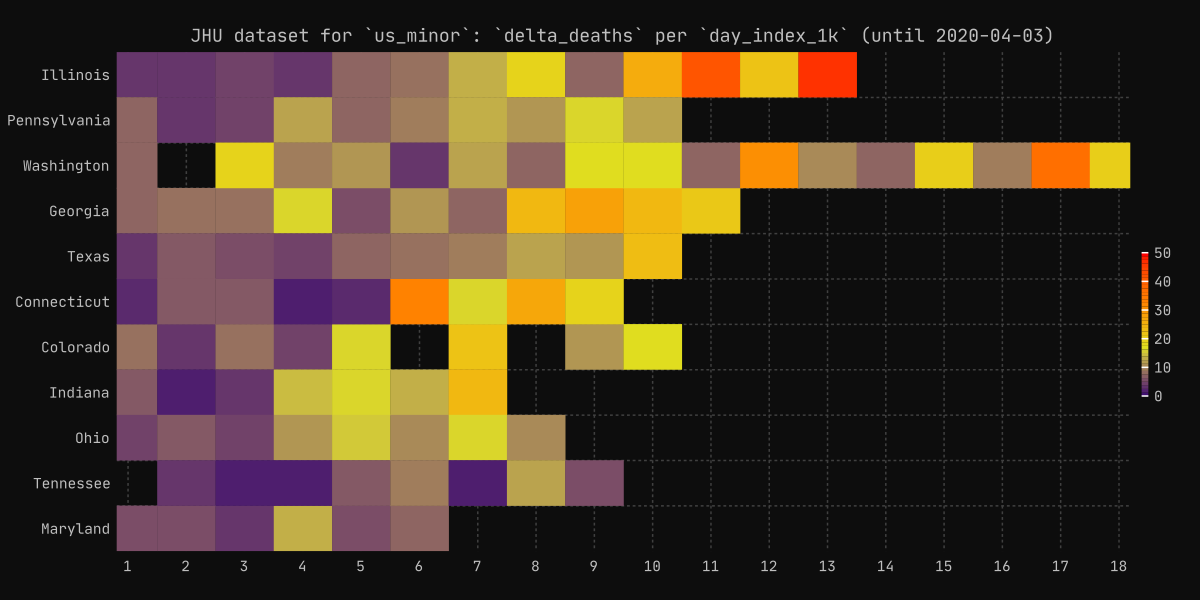 JHU dataset for `us_minor`: `delta_deaths` per `day_index_1k` (until 2020-04-03)
Illinois
Pennsylvania
Washington
Georgia
Texas
Connecticut
Colorado
Indiana
Ohio
Tennessee
Maryland
1 2 3 4 5 6 7 8 9 10 11 12 13 14 15 16 17 18
50
40
30
20
10
0